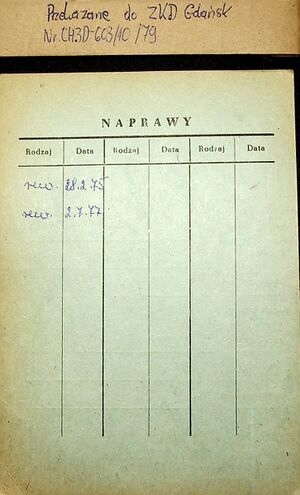 Przekazane do ZKD Gdańsk
Nr. CH3D-603/10/79
NAPRAWY
Rodzaj Data Rodzaj Data Rodzaj Data
rew. 28.2.75
rew. 2.7.77